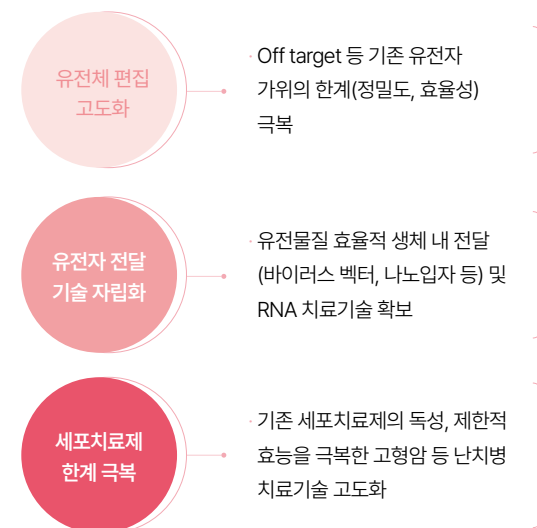 유전체 편집
고도화
· Off target 등 기존 유전자
가위의 한계(정밀도, 효율성)
극복
유전자 전달
기술 자립화
· 유전물질 효율적 생체 내 전달
(바이러스 벡터, 나노입자 등) 및
RNA 치료기술 확보
세포치료제
한계 극복
· 기존 세포치료제의 독성, 제한적
효능을 극복한 고형암 등 난치병
치료기술 고도화